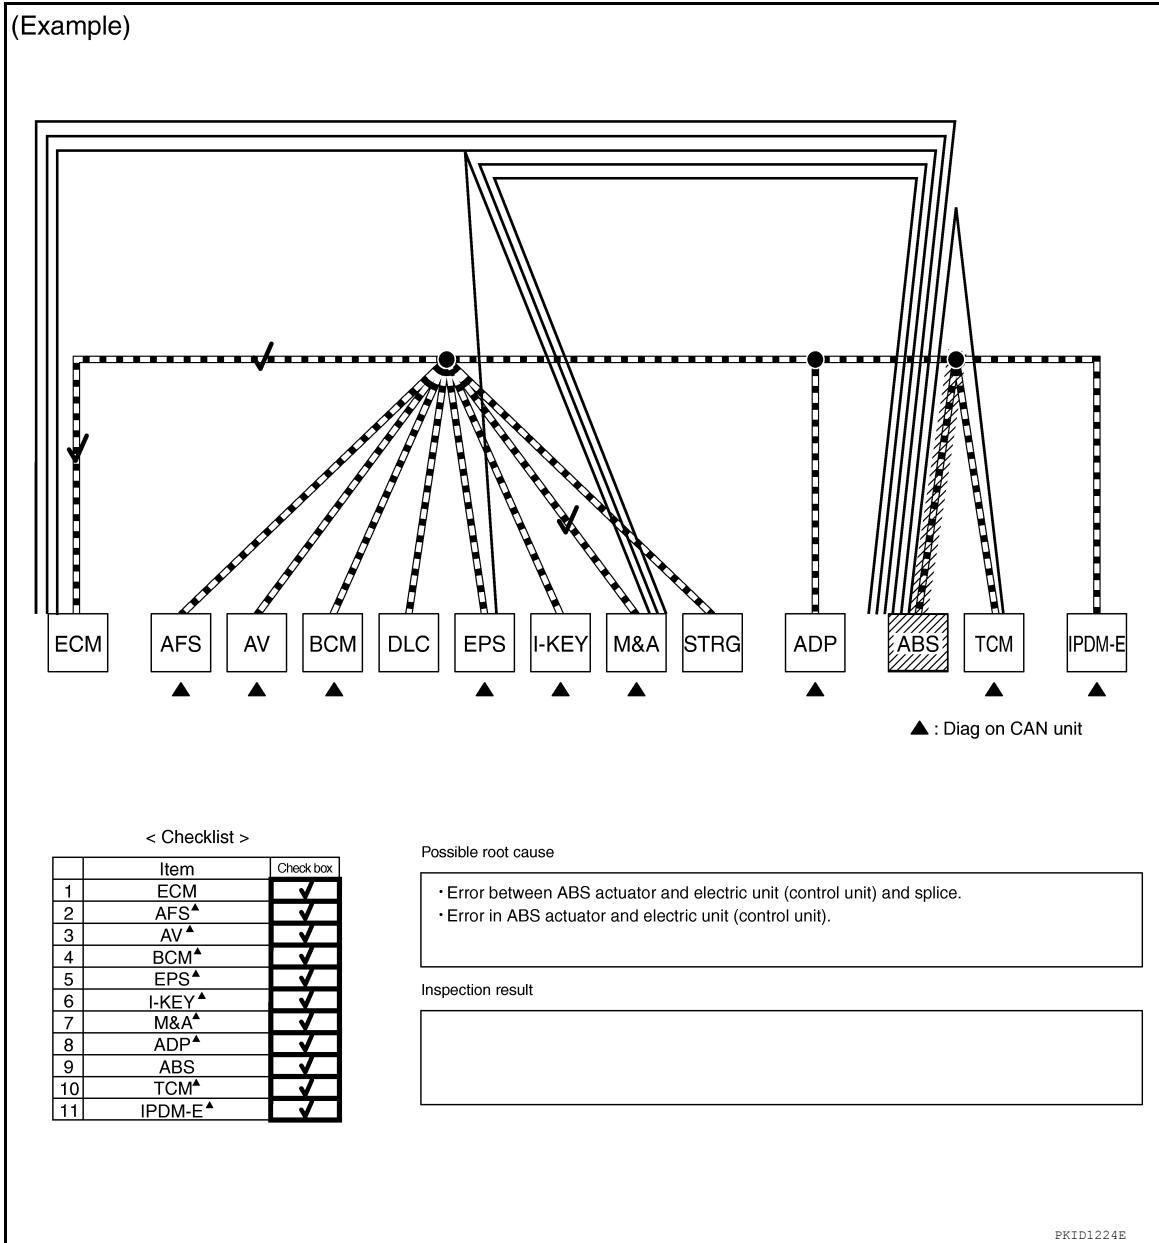 (Example)
ECM AFS AV BCM DLC EPS I-KEY M&A STRG ADP ABS TCM IPDM-E
▲ : Diag on CAN unit
< Checklist >
Item Check box
1 ECM ✓
2 AFS▲ ✓
3 AV▲ ✓
4 BCM▲ ✓
5 EPS▲ ✓
6 I-KEY▲ ✓
7 M&A▲ ✓
8 ADP▲ ✓
9 ABS ✓
10 TCM▲ ✓
11 IPDM-E▲ ✓
Possible root cause
· Error between ABS actuator and electric unit (control unit) and splice.
· Error in ABS actuator and electric unit (control unit).
Inspection result
PKID1224E